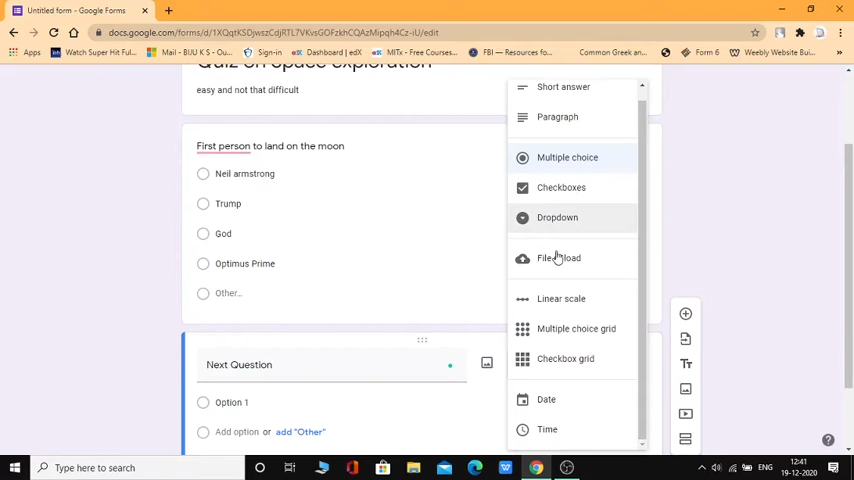 Untitled form - Google Forms
docs.google.com/forms/d/1XQqtKSDjwszCdjRTL7VKvsGOFzkhCQAzMipqh4Cz-iU/edit
Apps
Watch Super Hit Ful...
Mail - BIJU K S - Ou...
Sign-in
Dashboard | edX
MITx - Free Courses...
FBI — Resources fo...
Common Greek and...
Form 6
Weebly Website Bui...
Quiz on space exploration
easy and not that difficult
First person to land on the moon
Neil armstrong
Trump
God
Optimus Prime
Other...
Next Question
Option 1
Add option or add "Other"
Short answer
Paragraph
Multiple choice
Checkboxes
Dropdown
File upload
Linear scale
Multiple choice grid
Checkbox grid
Date
Time
Type here to search
ENG
12:41
19-12-2020